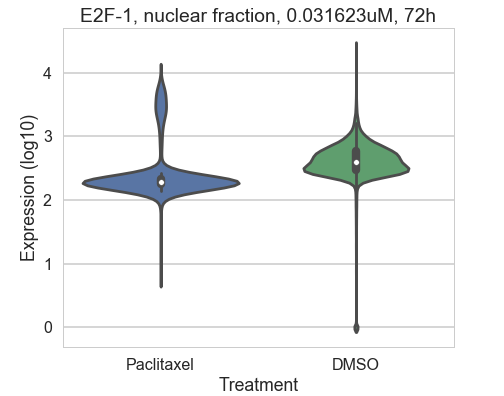 E2F-1, nuclear fraction, 0.031623uM, 72h
Expression (log10)
4
3
2
1
0
Paclitaxel DMSO
Treatment